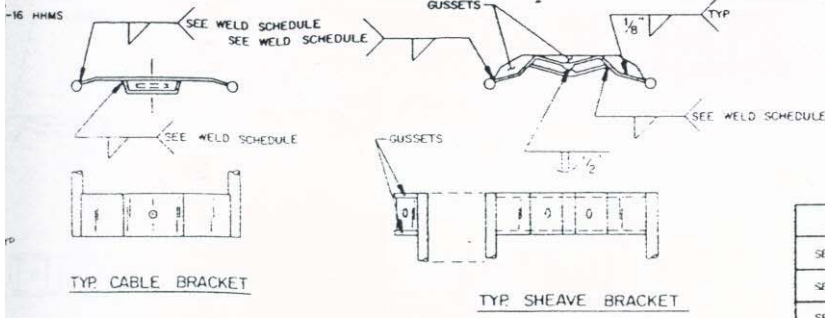 -16 HHMS
SEE WELD SCHEDULE
SEE WELD SCHEDULE
GUSSETS
1/8"
TYP
SEE WELD SCHEDULE
SEE WELD SCHEDULE
GUSSETS
1/2
TYP. CABLE BRACKET
TYP. SHEAVE BRACKET